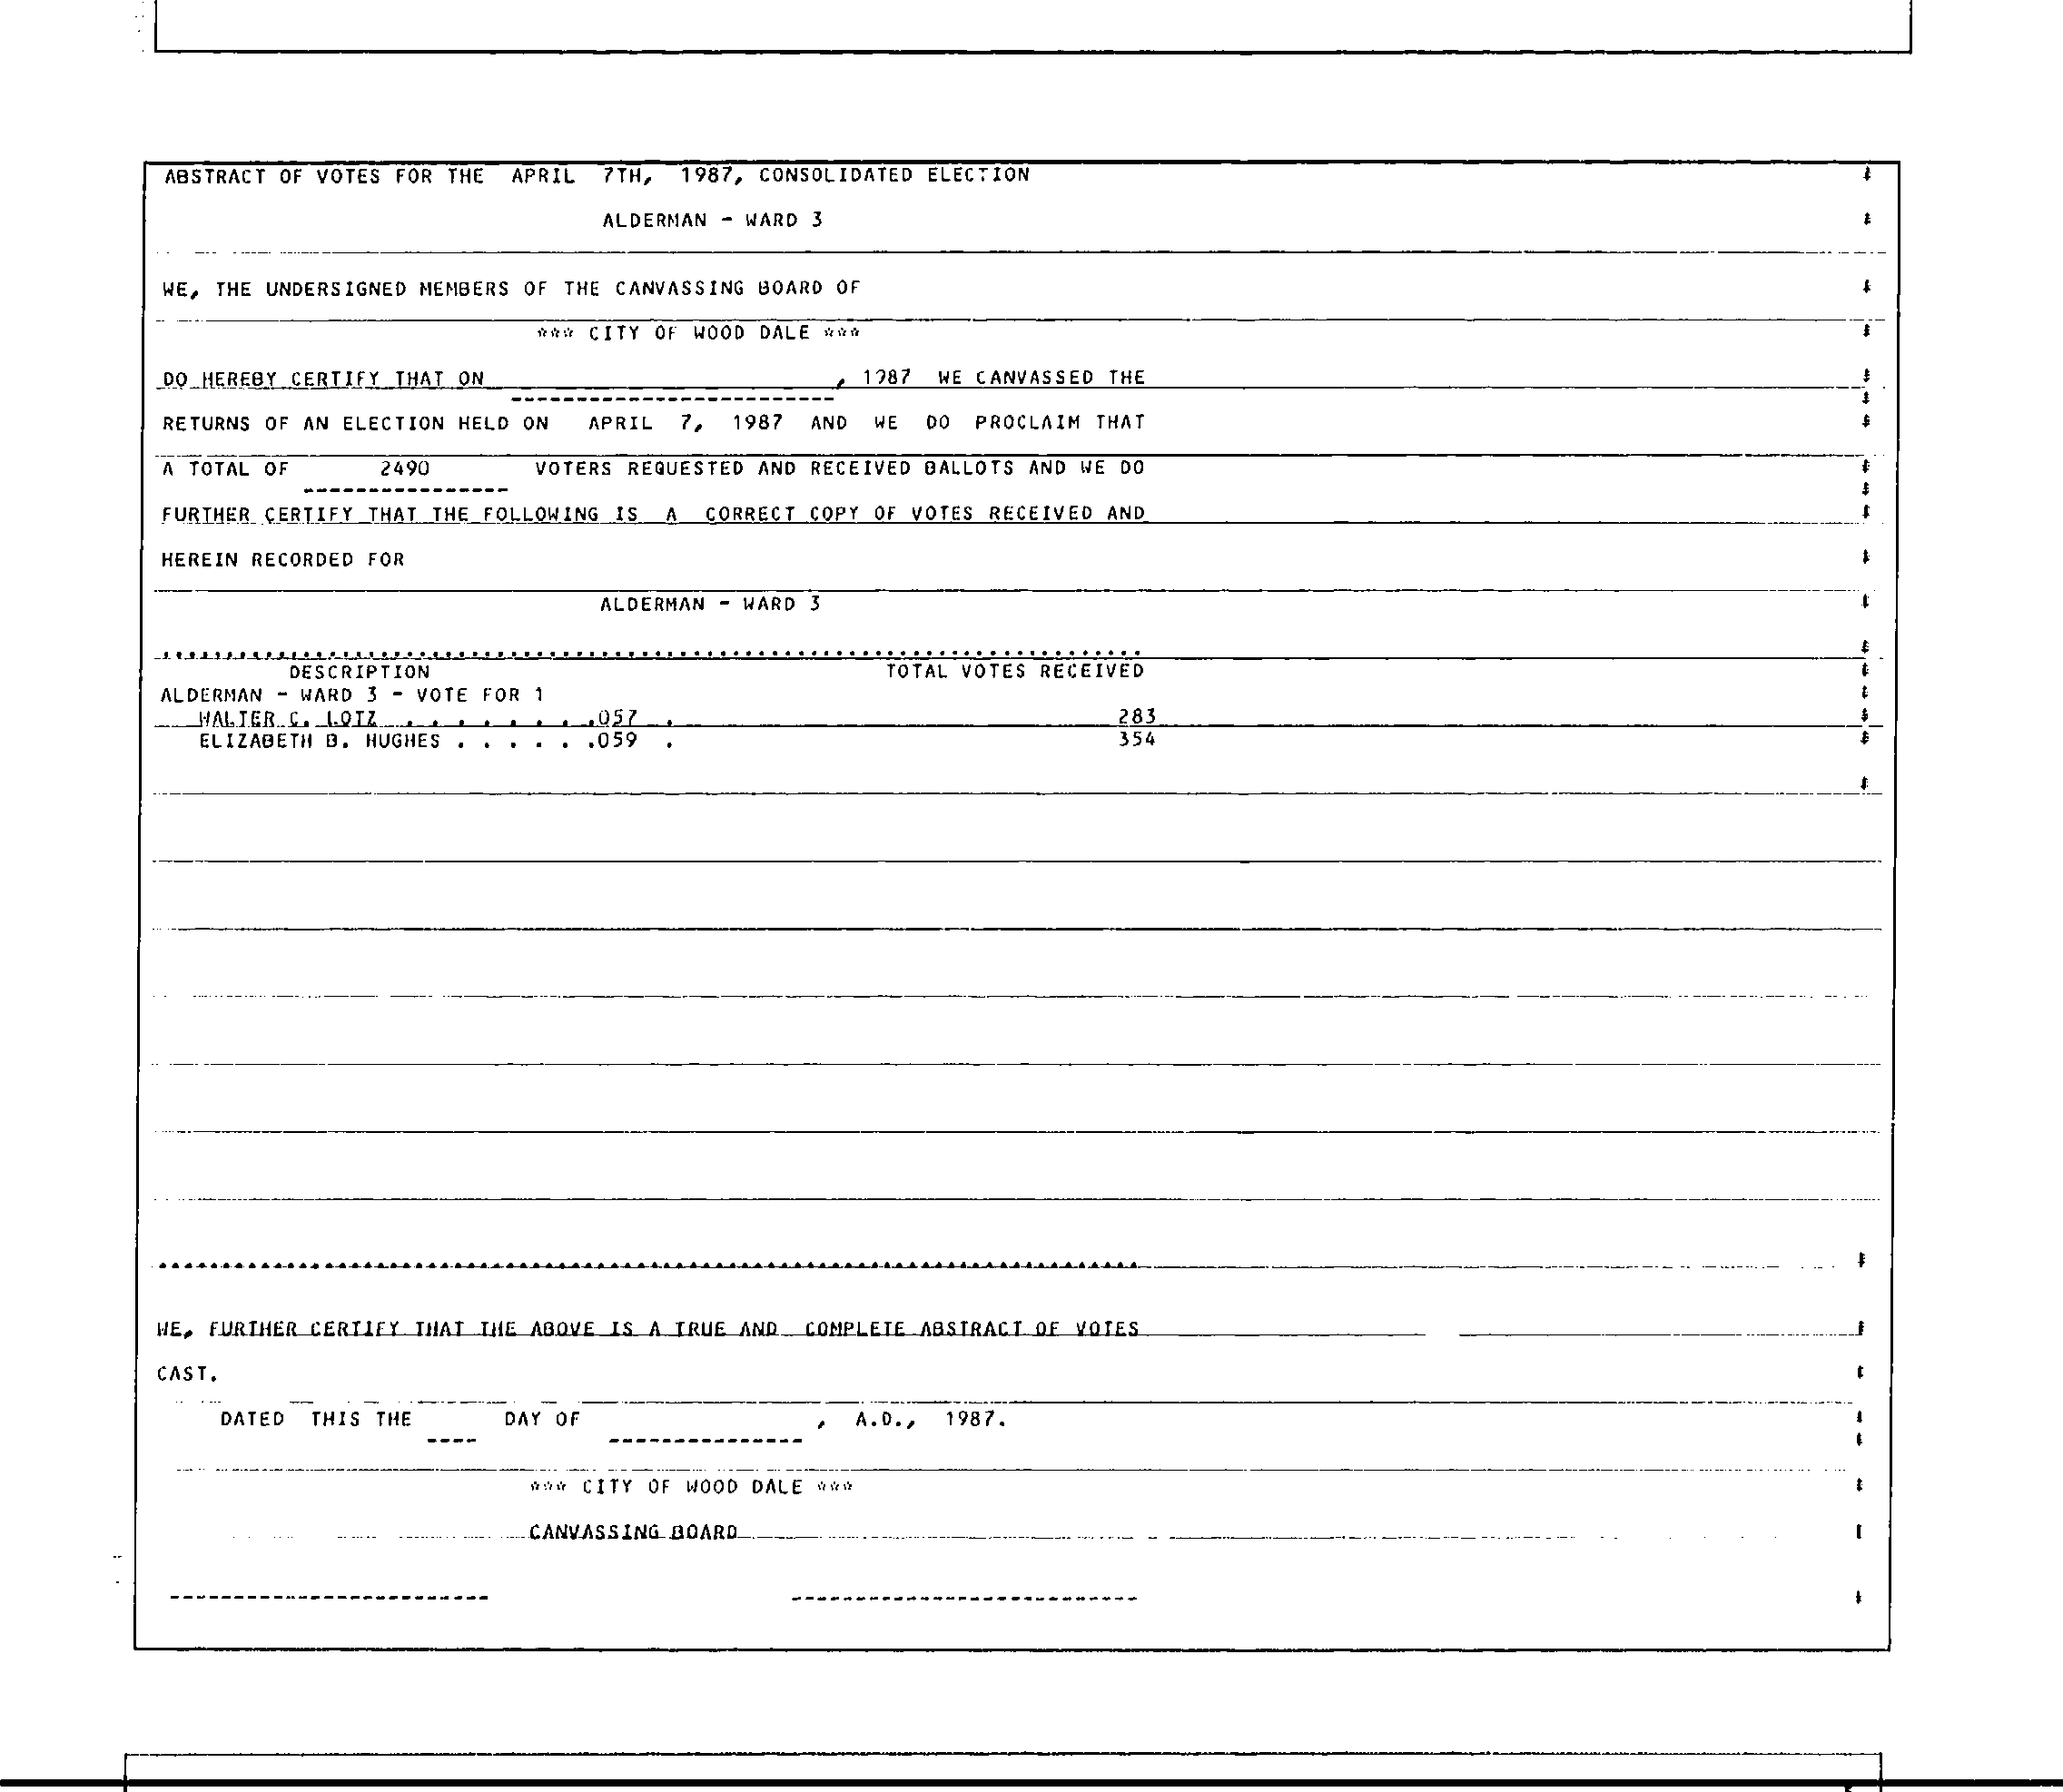 ABSTRACT OF VOTES FOR THE APRIL 7TH, 1987, CONSOLIDATED ELECTION
ALDERMAN - WARD 3
WE, THE UNDERSIGNED MEMBERS OF THE CANVASSING BOARD OF
*** CITY OF WOOD DALE ***
DO HEREBY CERTIFY THAT ON , 1987 WE CANVASSED THE
RETURNS OF AN ELECTION HELD ON APRIL 7, 1987 AND WE DO PROCLAIM THAT
A TOTAL OF 2490 VOTERS REQUESTED AND RECEIVED BALLOTS AND WE DO
FURTHER CERTIFY THAT THE FOLLOWING IS A CORRECT COPY OF VOTES RECEIVED AND
HEREIN RECORDED FOR
ALDERMAN - WARD 3
DESCRIPTION TOTAL VOTES RECEIVED
ALDERMAN - WARD 3 - VOTE FOR 1
WALTER C. LOTZ . . . . . . . .057 . 283
ELIZABETH B. HUGHES . . . . . .059 . 354
WE, FURTHER CERTIFY THAT THE ABOVE IS A TRUE AND COMPLETE ABSTRACT OF VOTES
CAST.
DATED THIS THE DAY OF , A.D., 1987.
*** CITY OF WOOD DALE ***
CANVASSING BOARD